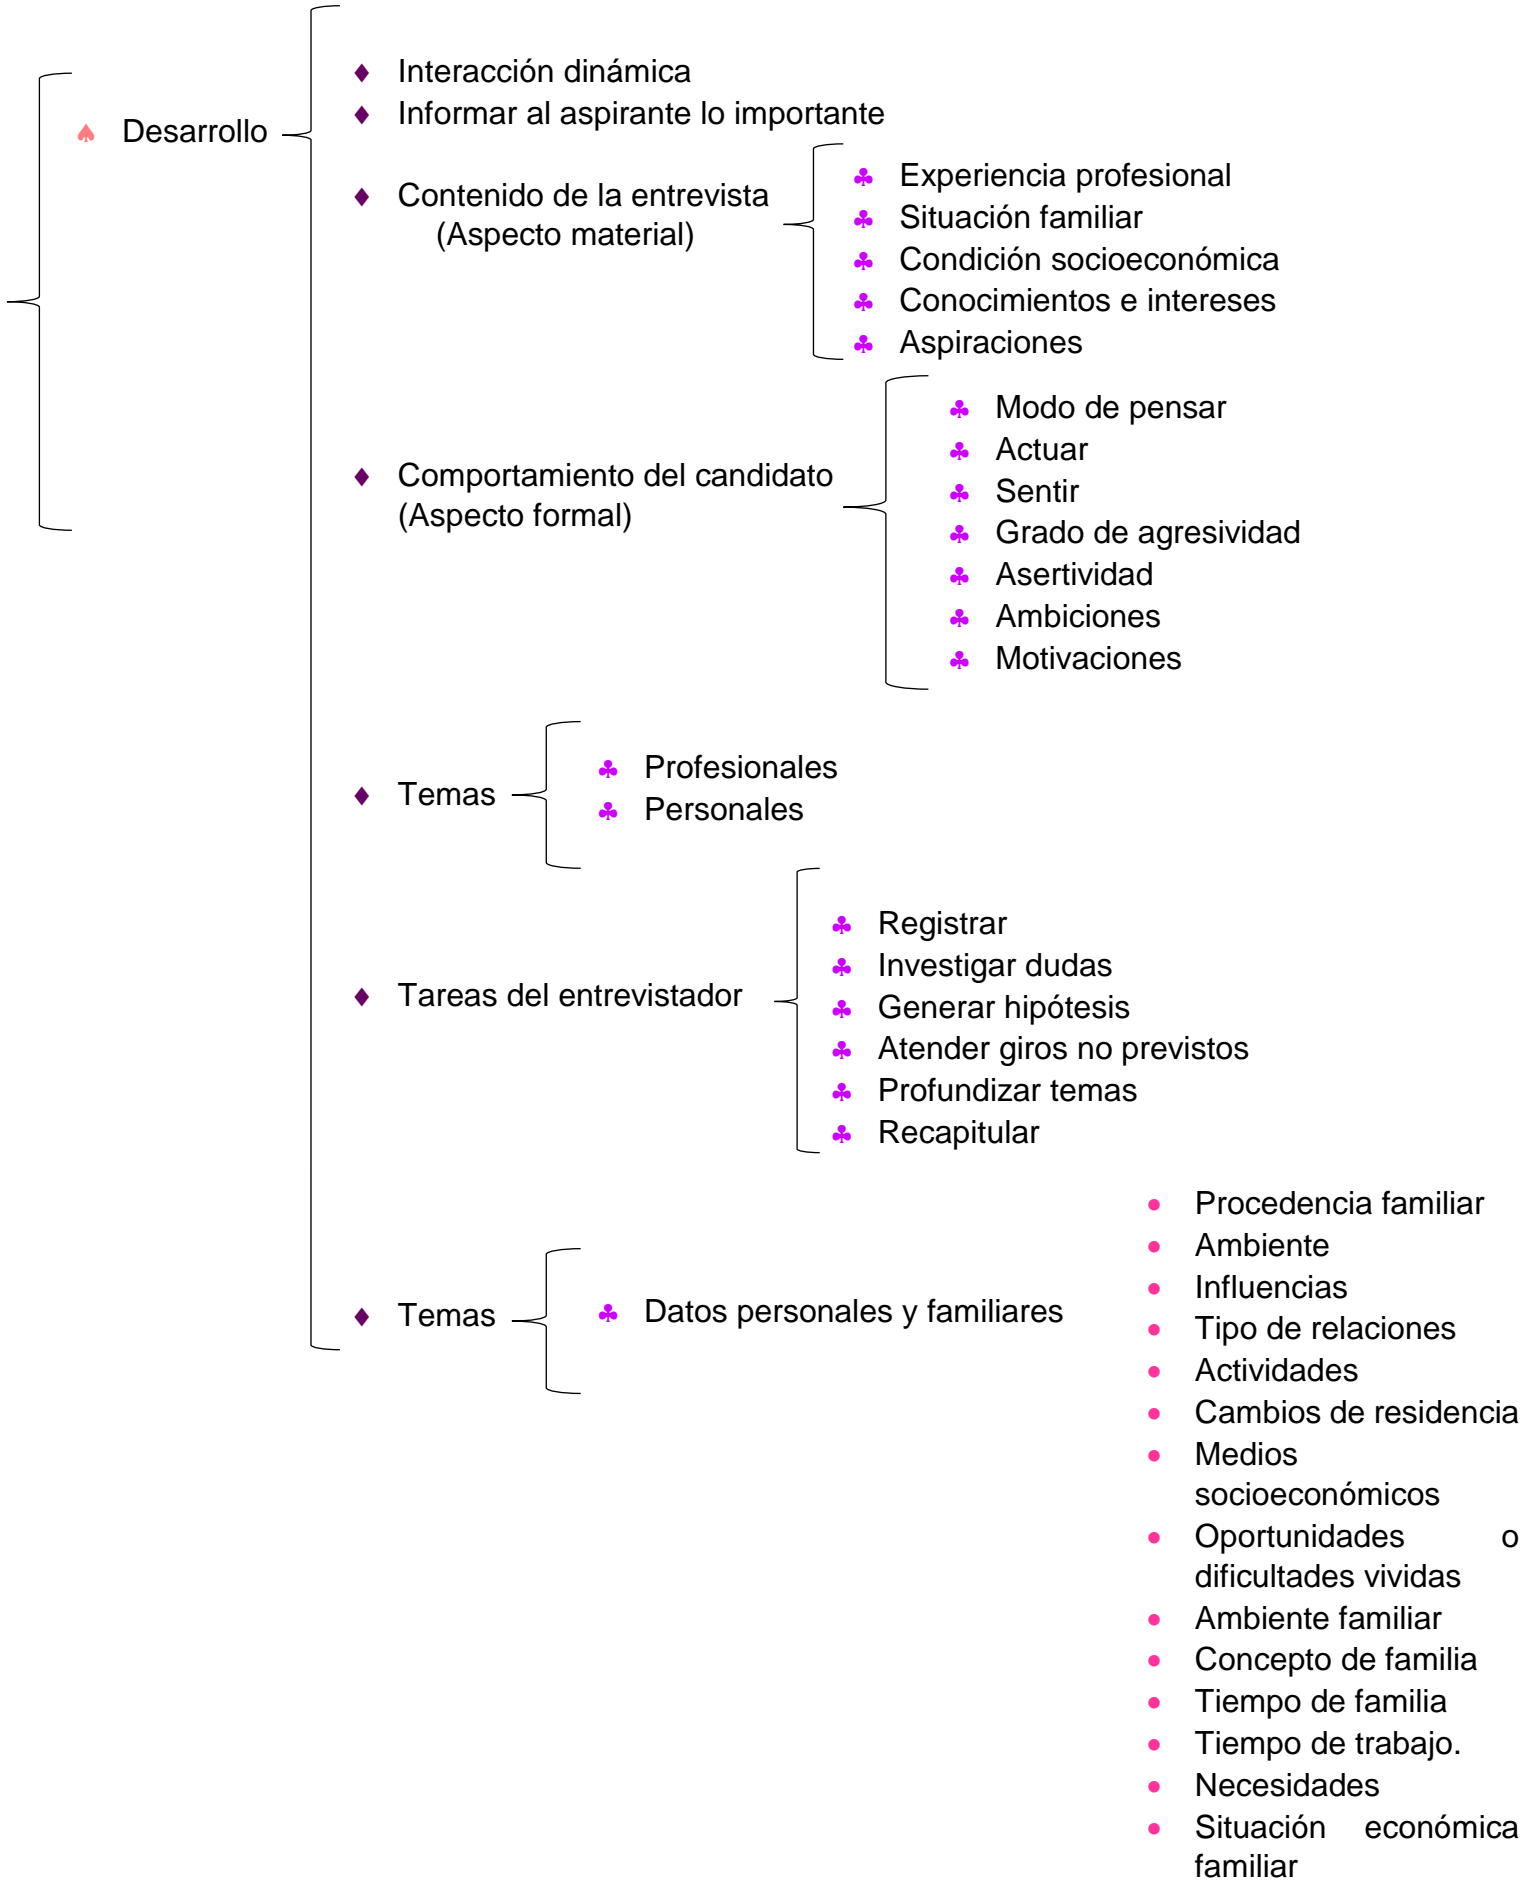 Desarrollo
Interacción dinámica
Informar al aspirante lo importante
Contenido de la entrevista
(Aspecto material)
Experiencia profesional
Situación familiar
Condición socioeconómica
Conocimientos e intereses
Aspiraciones
Comportamiento del candidato
(Aspecto formal)
Modo de pensar
Actuar
Sentir
Grado de agresividad
Asertividad
Ambiciones
Motivaciones
Temas
Profesionales
Personales
Tareas del entrevistador
Registrar
Investigar dudas
Generar hipótesis
Atender giros no previstos
Profundizar temas
Recapitular
Temas
Datos personales y familiares
Procedencia familiar
Ambiente
Influencias
Tipo de relaciones
Actividades
Cambios de residencia
Medios
socioeconómicos
Oportunidades o
dificultades vividas
Ambiente familiar
Concepto de familia
Tiempo de familia
Tiempo de trabajo.
Necesidades
Situación económica
familiar